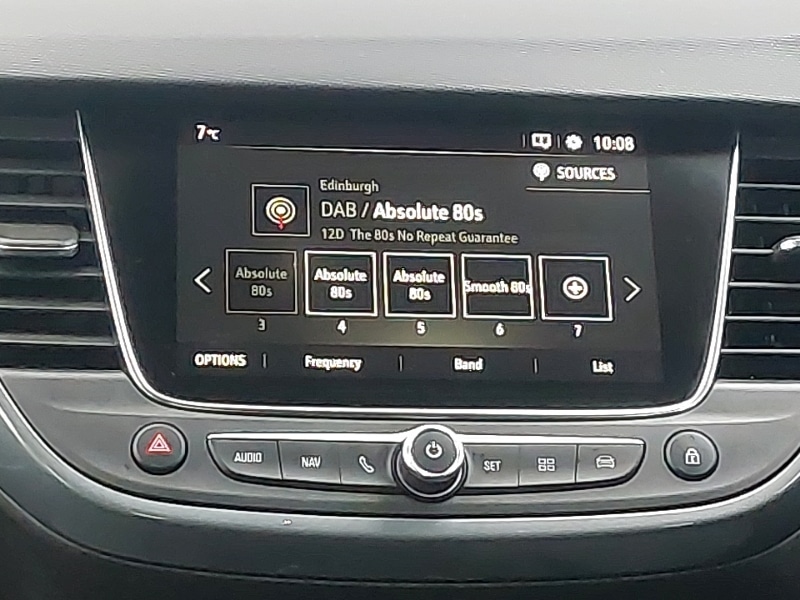 7°C
10:08
SOURCES
Edinburgh
DAB / Absolute 80s
12D The 80s No Repeat Guarantee
Absolute 80s
Absolute 80s
Absolute 80s
Smooth 80s
3 4 5 6 7
OPTIONS Frequency Band List
AUDIO NAV SET